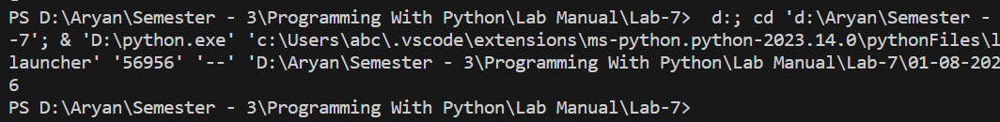 PS D:\Aryan\Semester - 3\Programming With Python\Lab Manual\Lab-7>  d:; cd 'd:\Aryan\Semester -
-7'; & 'D:\python.exe' 'c:\Users\abc\.vscode\extensions\ms-python.python-2023.14.0\pythonFiles\l
launcher' '56956' '--' 'D:\Aryan\Semester - 3\Programming With Python\Lab Manual\Lab-7\01-08-202
6
PS D:\Aryan\Semester - 3\Programming With Python\Lab Manual\Lab-7>